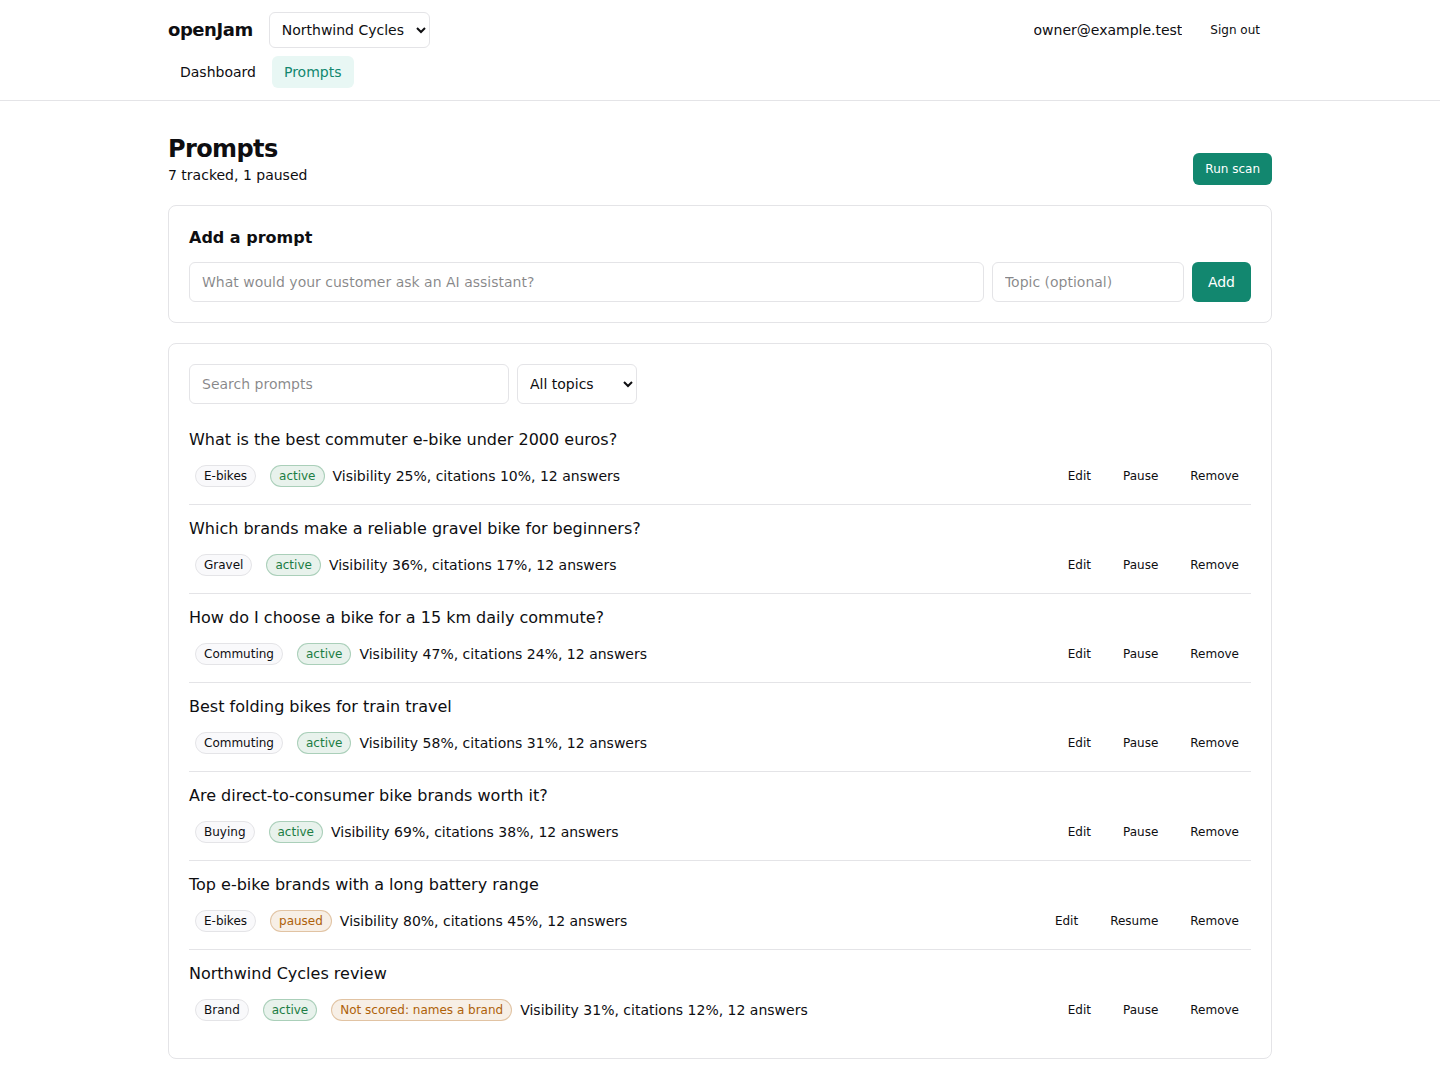 openJam Northwind Cycles owner@example.test Sign out
Dashboard Prompts
Prompts
7 tracked, 1 paused
Run scan
Add a prompt
What would your customer ask an AI assistant? Topic (optional) Add
Search prompts All topics
What is the best commuter e-bike under 2000 euros?
E-bikes active Visibility 25%, citations 10%, 12 answers Edit Pause Remove
Which brands make a reliable gravel bike for beginners?
Gravel active Visibility 36%, citations 17%, 12 answers Edit Pause Remove
How do I choose a bike for a 15 km daily commute?
Commuting active Visibility 47%, citations 24%, 12 answers Edit Pause Remove
Best folding bikes for train travel
Commuting active Visibility 58%, citations 31%, 12 answers Edit Pause Remove
Are direct-to-consumer bike brands worth it?
Buying active Visibility 69%, citations 38%, 12 answers Edit Pause Remove
Top e-bike brands with a long battery range
E-bikes paused Visibility 80%, citations 45%, 12 answers Edit Resume Remove
Northwind Cycles review
Brand active Not scored: names a brand Visibility 31%, citations 12%, 12 answers Edit Pause Remove